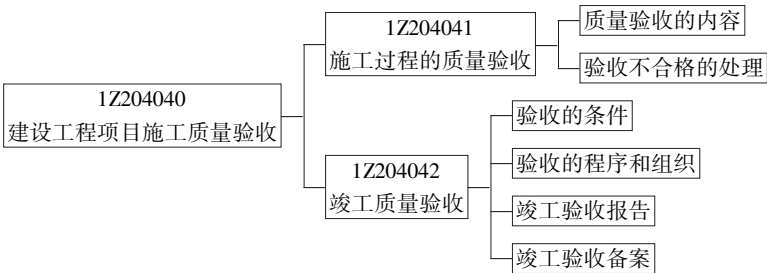 1Z204040
建设工程项目施工质量验收
1Z204041
施工过程的质量验收
质量验收的内容
验收不合格的处理
1Z204042
竣工质量验收
验收的条件
验收的程序和组织
竣工验收报告
竣工验收备案